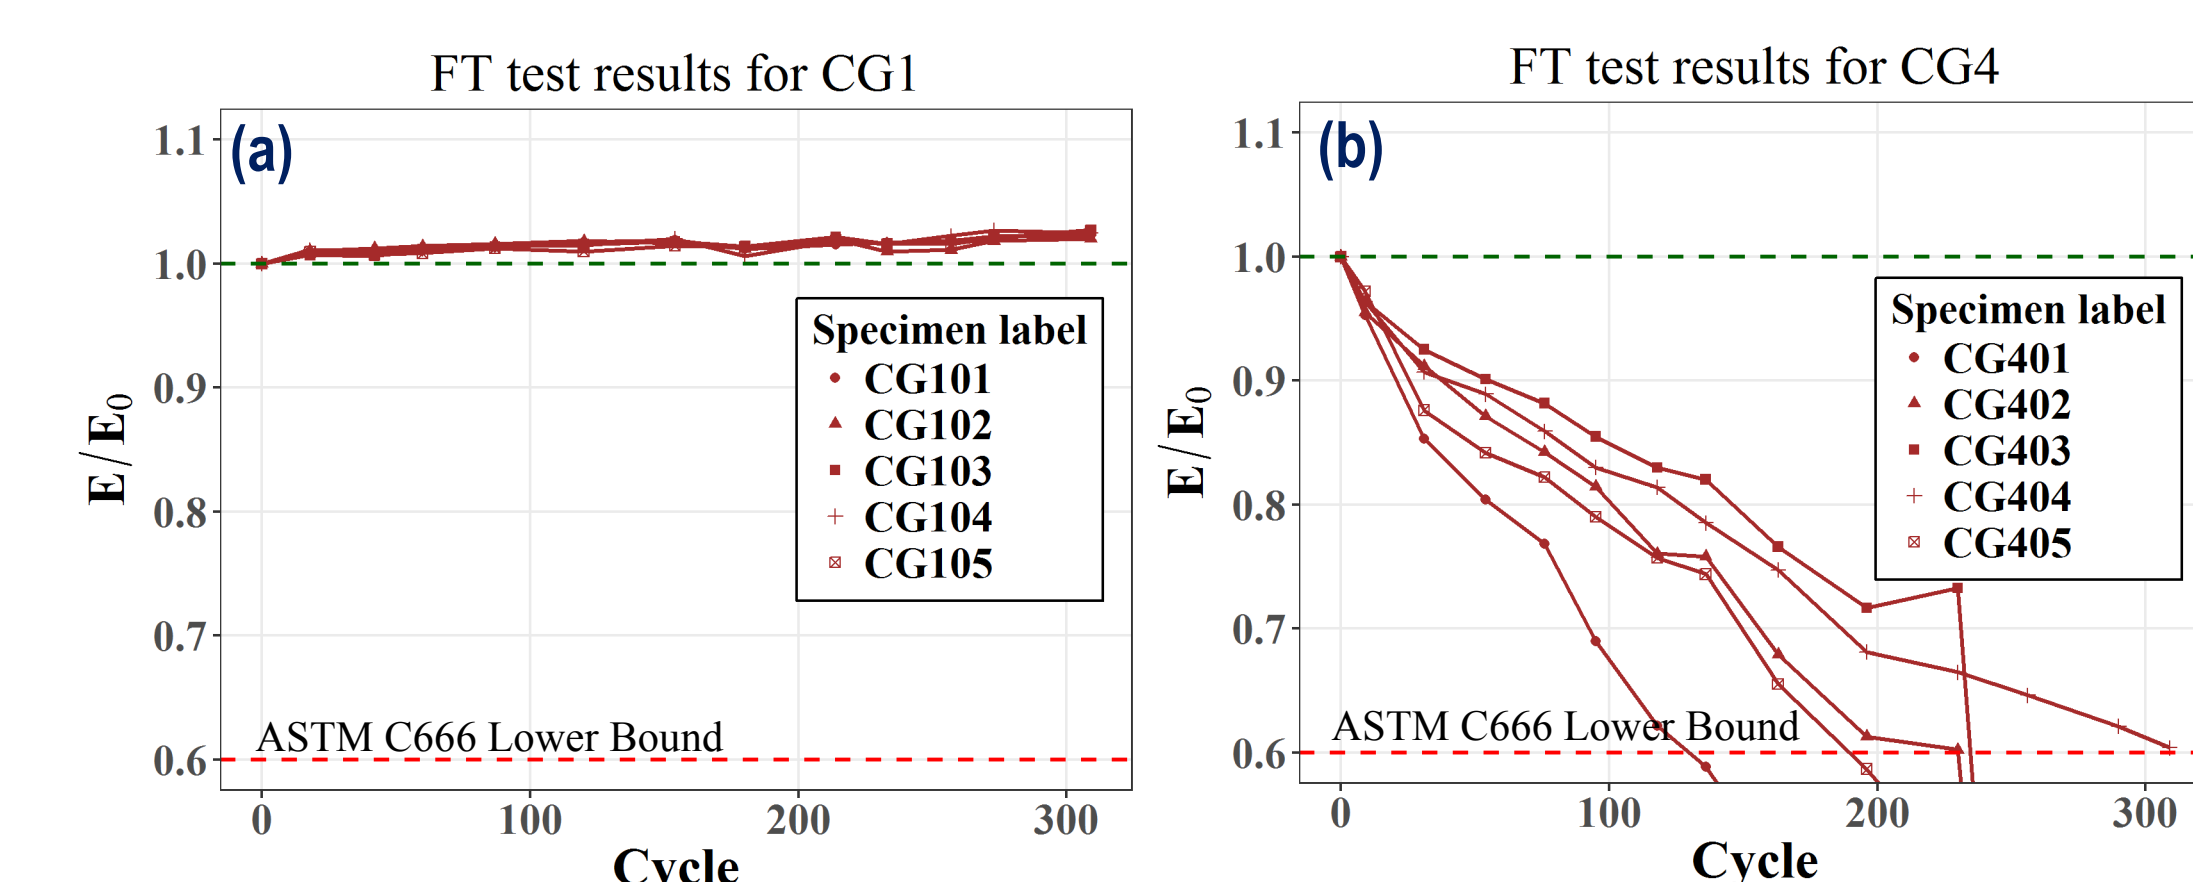 FT test results for CG1
(a)
1.1
1.0
0.9
0.8
0.7
0.6
E / E0
Specimen label
CG101
CG102
CG103
CG104
CG105
ASTM C666 Lower Bound
0 100 200 300
Cycle
FT test results for CG4
(b)
1.1
1.0
0.9
0.8
0.7
0.6
E / E0
Specimen label
CG401
CG402
CG403
CG404
CG405
ASTM C666 Lower Bound
0 100 200 300
Cycle